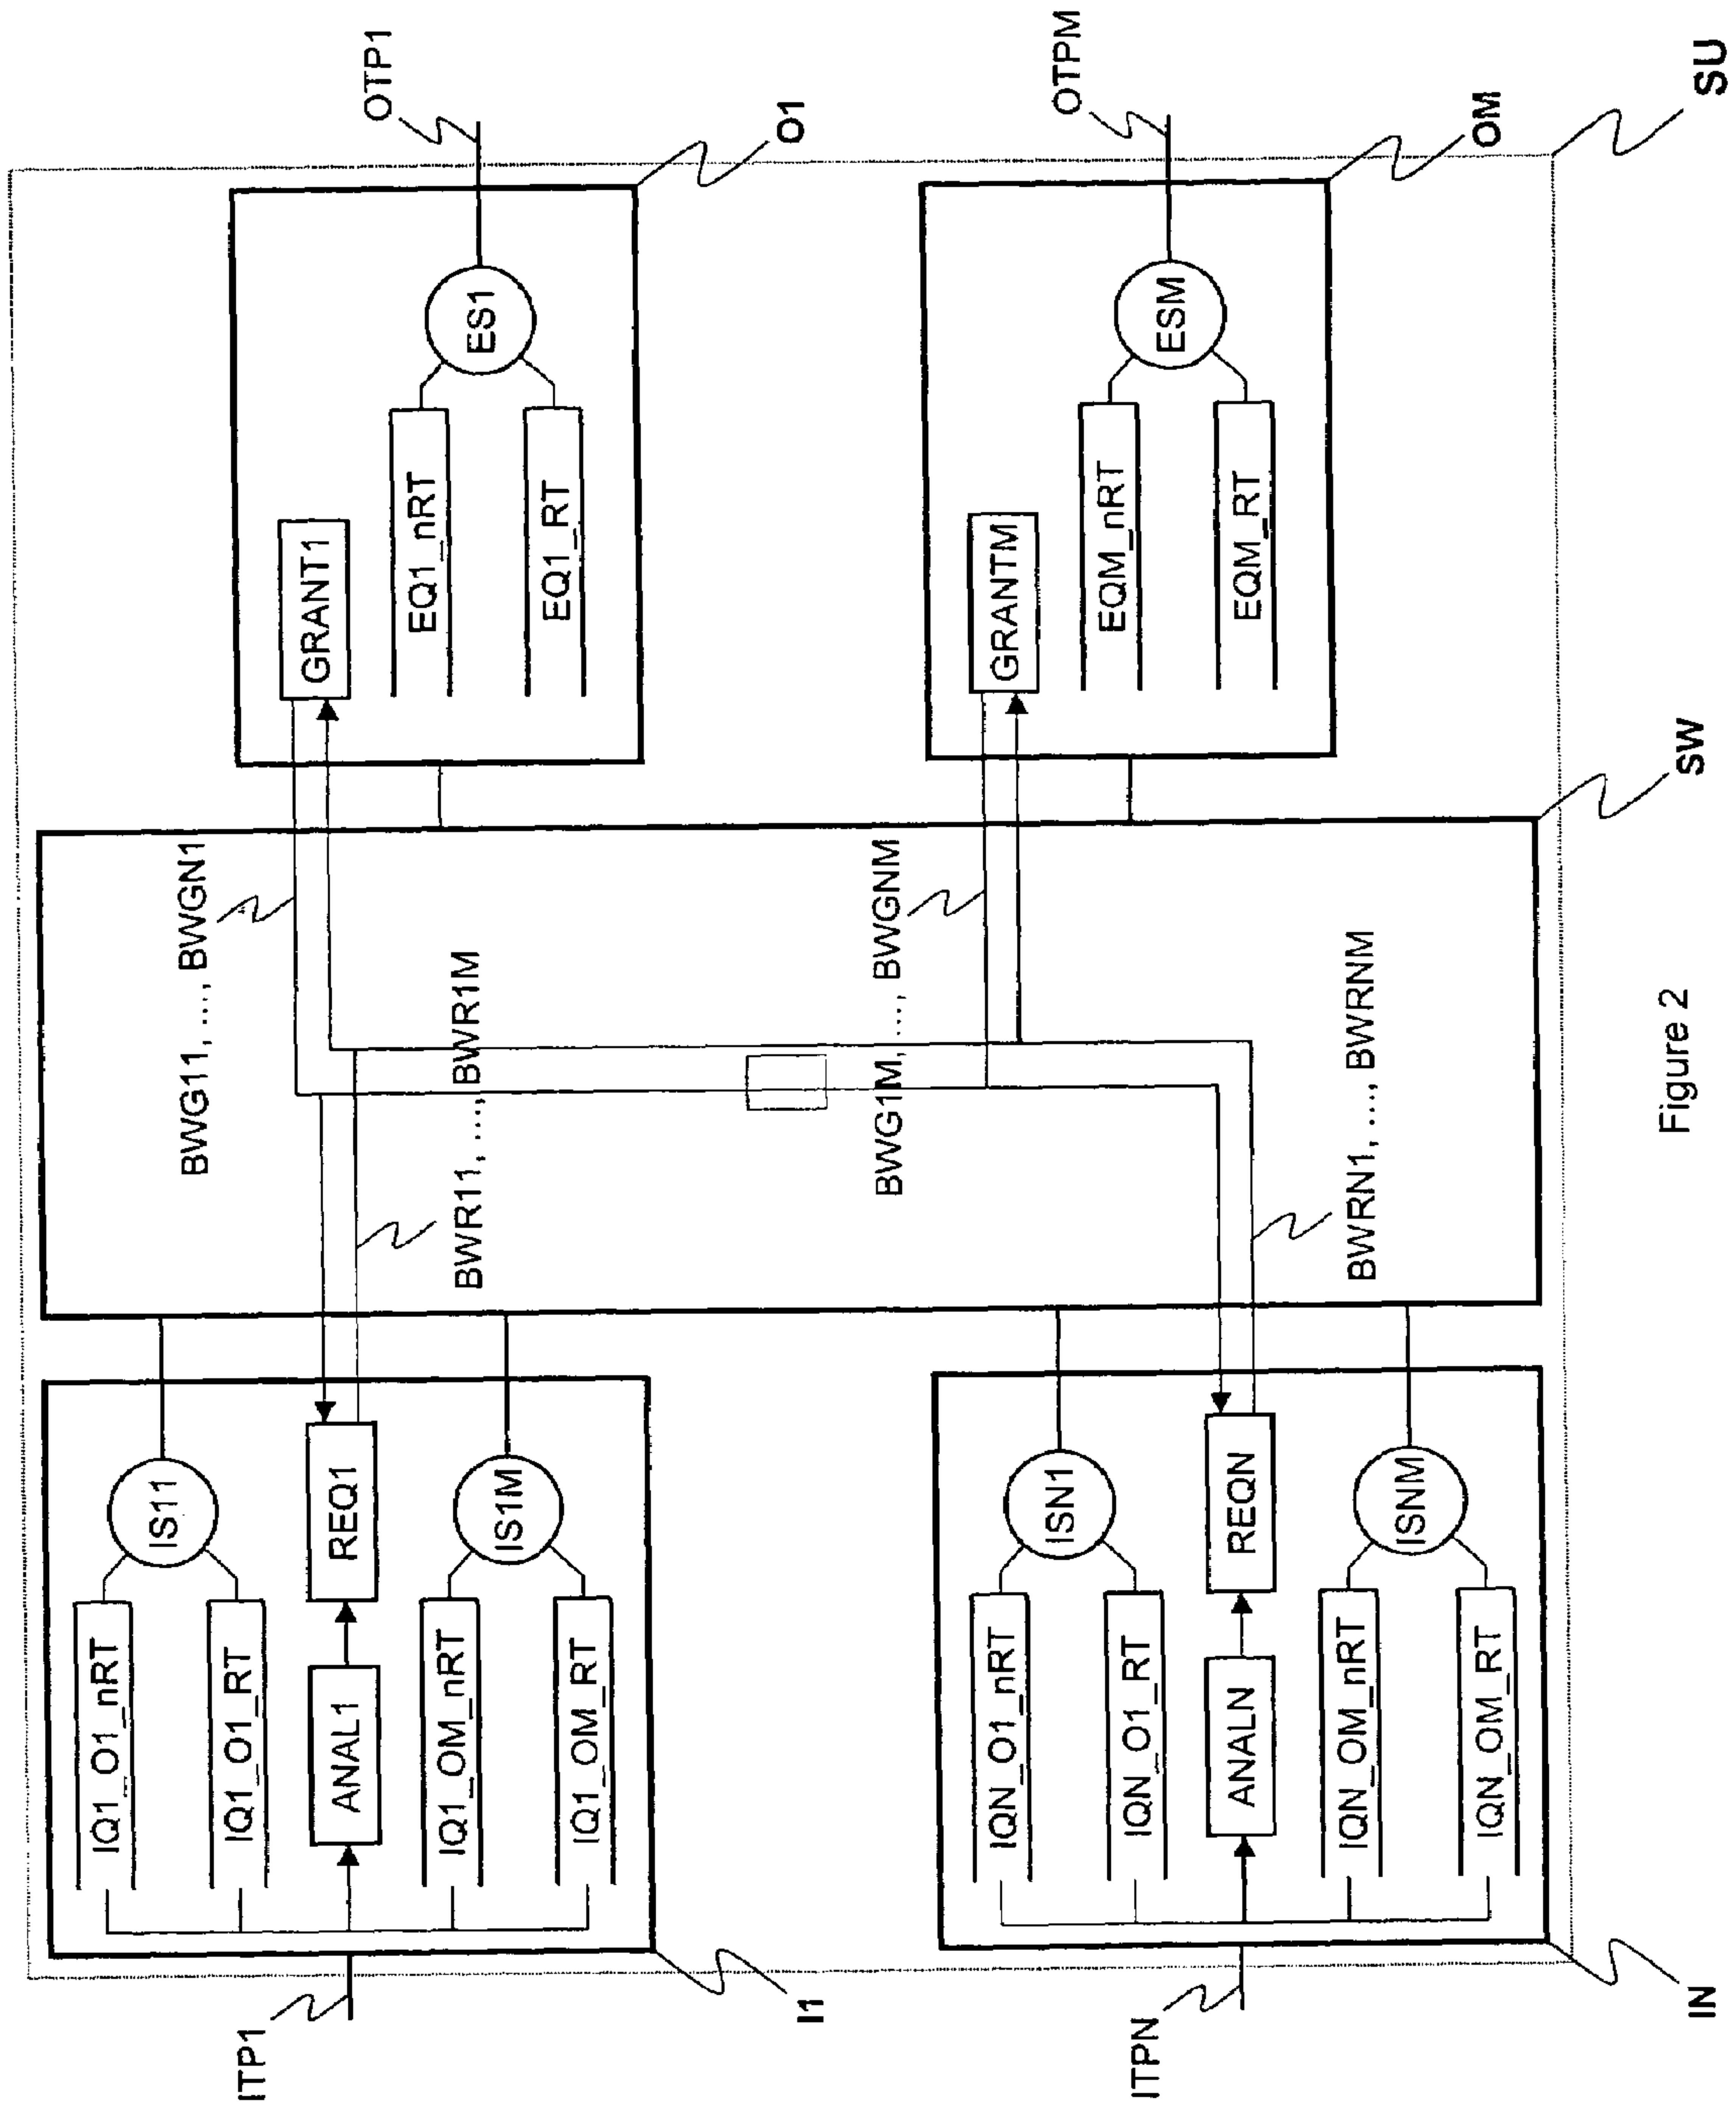 ITP1
I1
IQ1_O1_nRT
IQ1_O1_RT
ANAL1
IQ1_OM_nRT
IQ1_OM_RT
IS11
REQ1
IS1M
ITPN
IN
IQN_O1_nRT
IQN_O1_RT
ANALN
IQN_OM_nRT
IQN_OM_RT
ISN1
REQN
ISNM
BWG11, ...., BWGN1
BWR11, ...., BWR1M
BWG1M, ...., BWGNM
BWRN1, ...., BWRNM
SW
GRANT1
EQ1_nRT
EQ1_RT
ES1
OTP1
O1
GRANTM
EQM_nRT
EQM_RT
ESM
OTPM
OM
SU
Figure 2